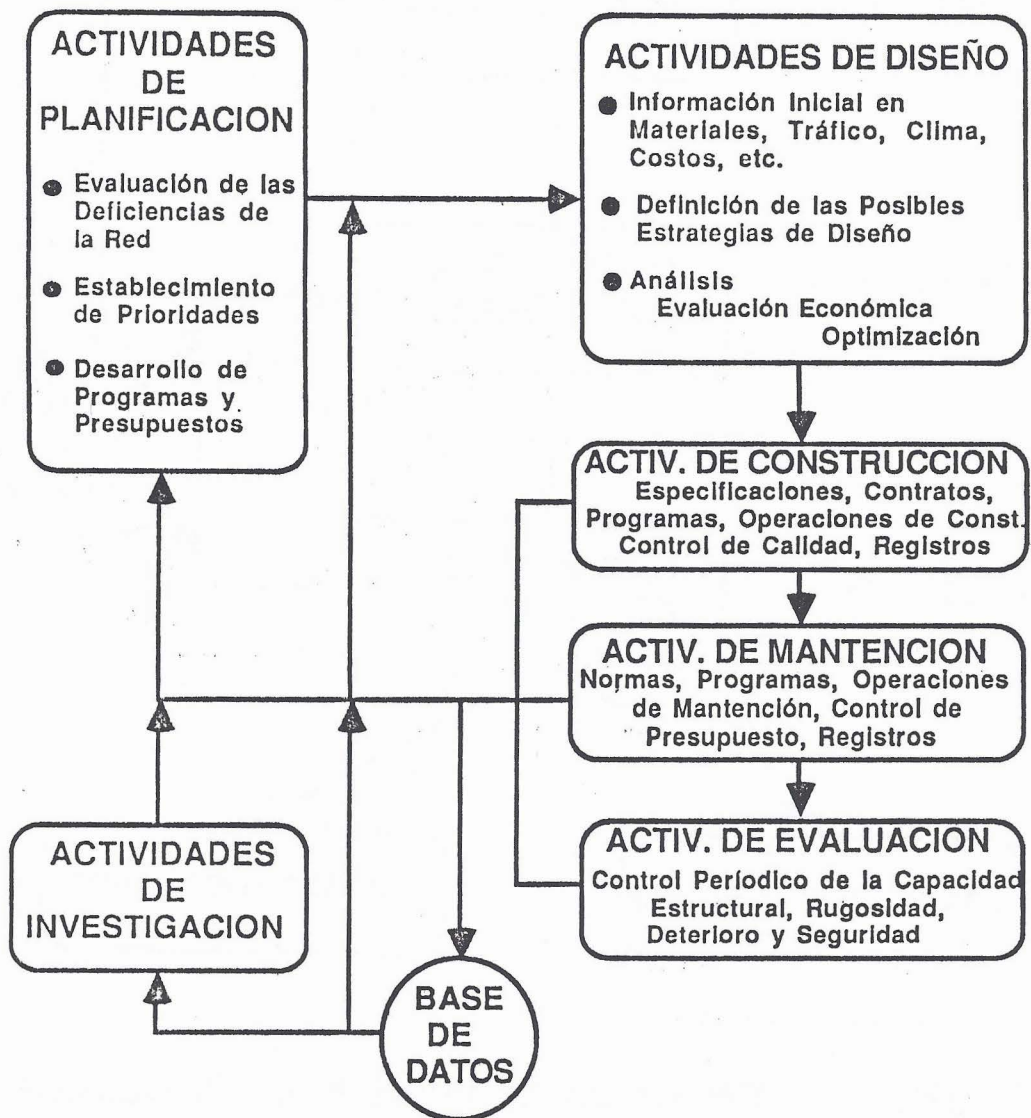 ACTIVIDADES
DE
PLANIFICACION
● Evaluación de las
Deficiencias de
la Red
● Establecimiento
de Prioridades
● Desarrollo de
Programas y
Presupuestos
ACTIVIDADES DE DISEÑO
● Información Inicial en
Materiales, Tráfico, Clima,
Costos, etc.
● Definición de las Posibles
Estrategias de Diseño
● Análisis
Evaluación Económica
Optimización
ACTIV. DE CONSTRUCCION
Especificaciones, Contratos,
Programas, Operaciones de Const.
Control de Calidad, Registros
ACTIV. DE MANTENCION
Normas, Programas, Operaciones
de Mantención, Control de
Presupuesto, Registros
ACTIV. DE EVALUACION
Control Períodico de la Capacidad
Estructural, Rugosidad,
Deterioro y Seguridad
ACTIVIDADES
DE
INVESTIGACION
BASE
DE
DATOS